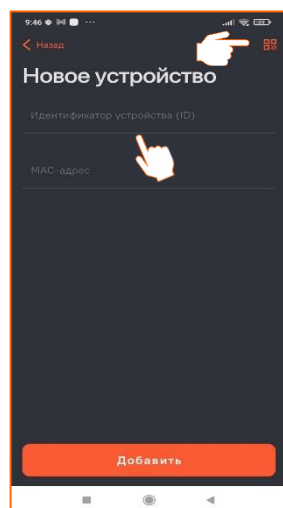 9:46
Назад
Новое устройство
Идентификатор устройства (ID)
MAC-адрес
Добавить